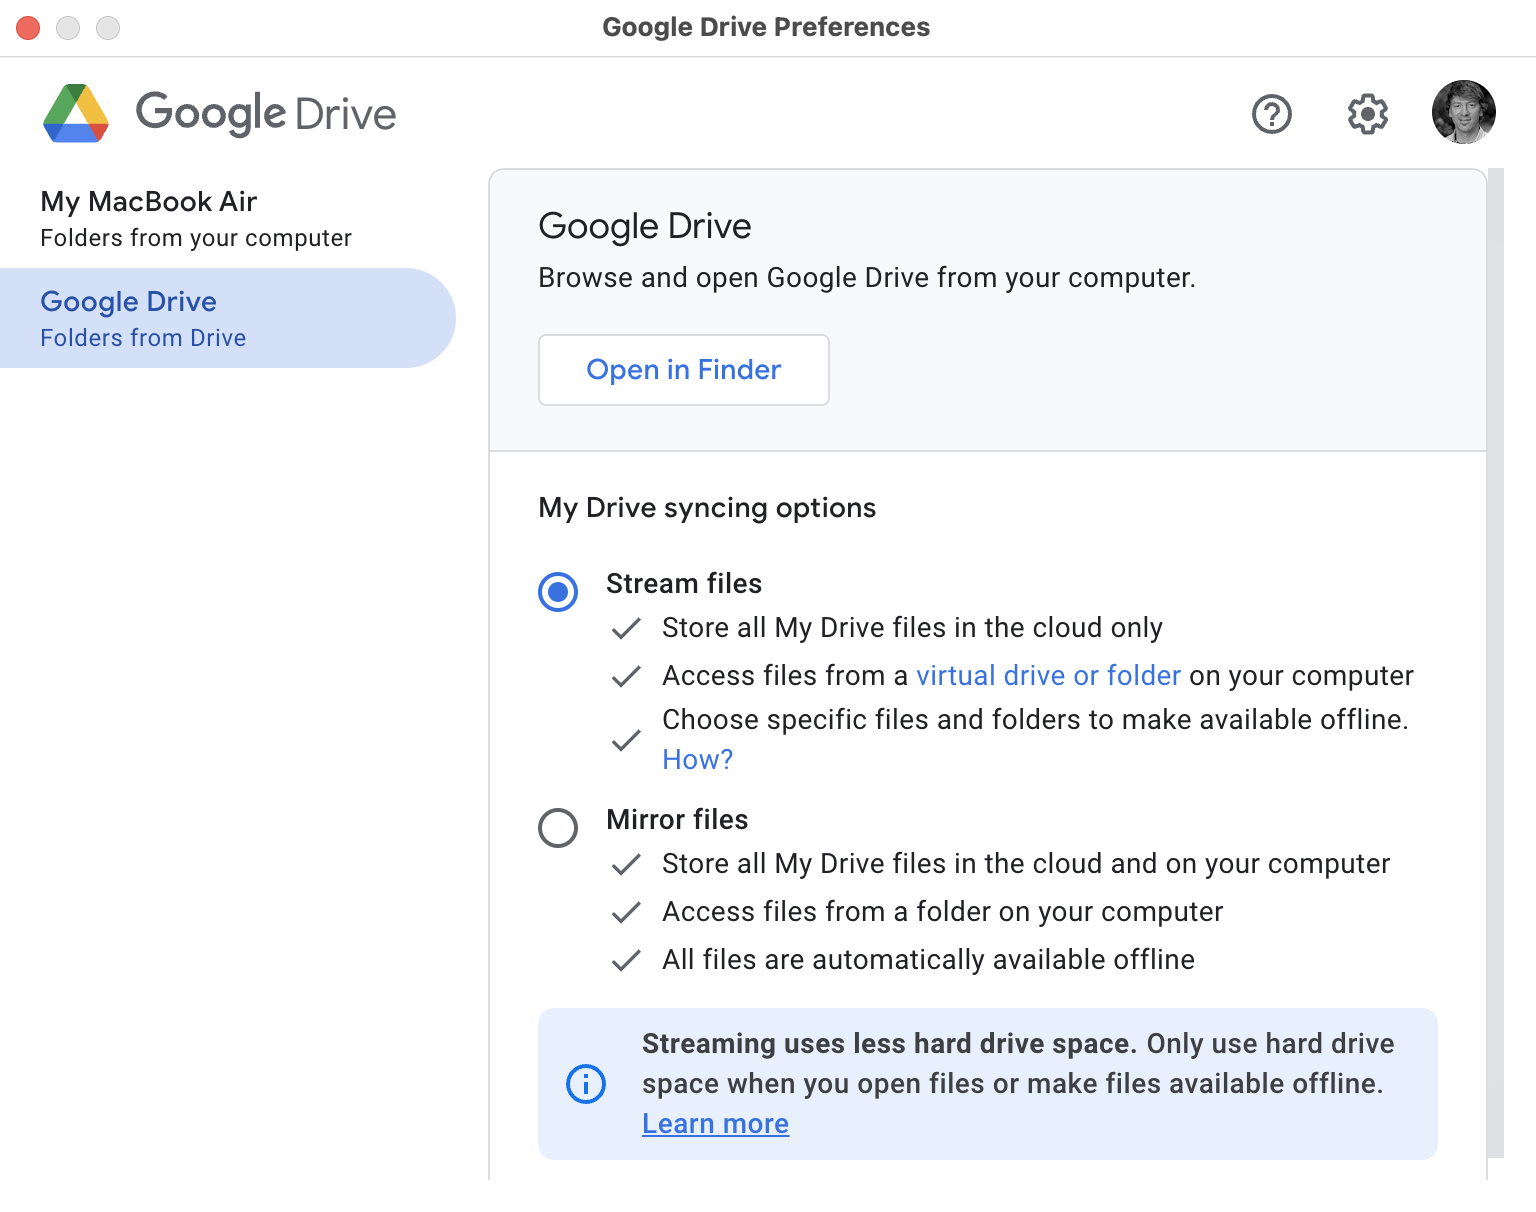 Google Drive Preferences
Google Drive
My MacBook Air
Folders from your computer
Google Drive
Folders from Drive
Google Drive
Browse and open Google Drive from your computer.
Open in Finder
My Drive syncing options
Stream files
Store all My Drive files in the cloud only
Access files from a virtual drive or folder on your computer
Choose specific files and folders to make available offline.
How?
Mirror files
Store all My Drive files in the cloud and on your computer
Access files from a folder on your computer
All files are automatically available offline
Streaming uses less hard drive space. Only use hard drive
space when you open files or make files available offline.
Learn more